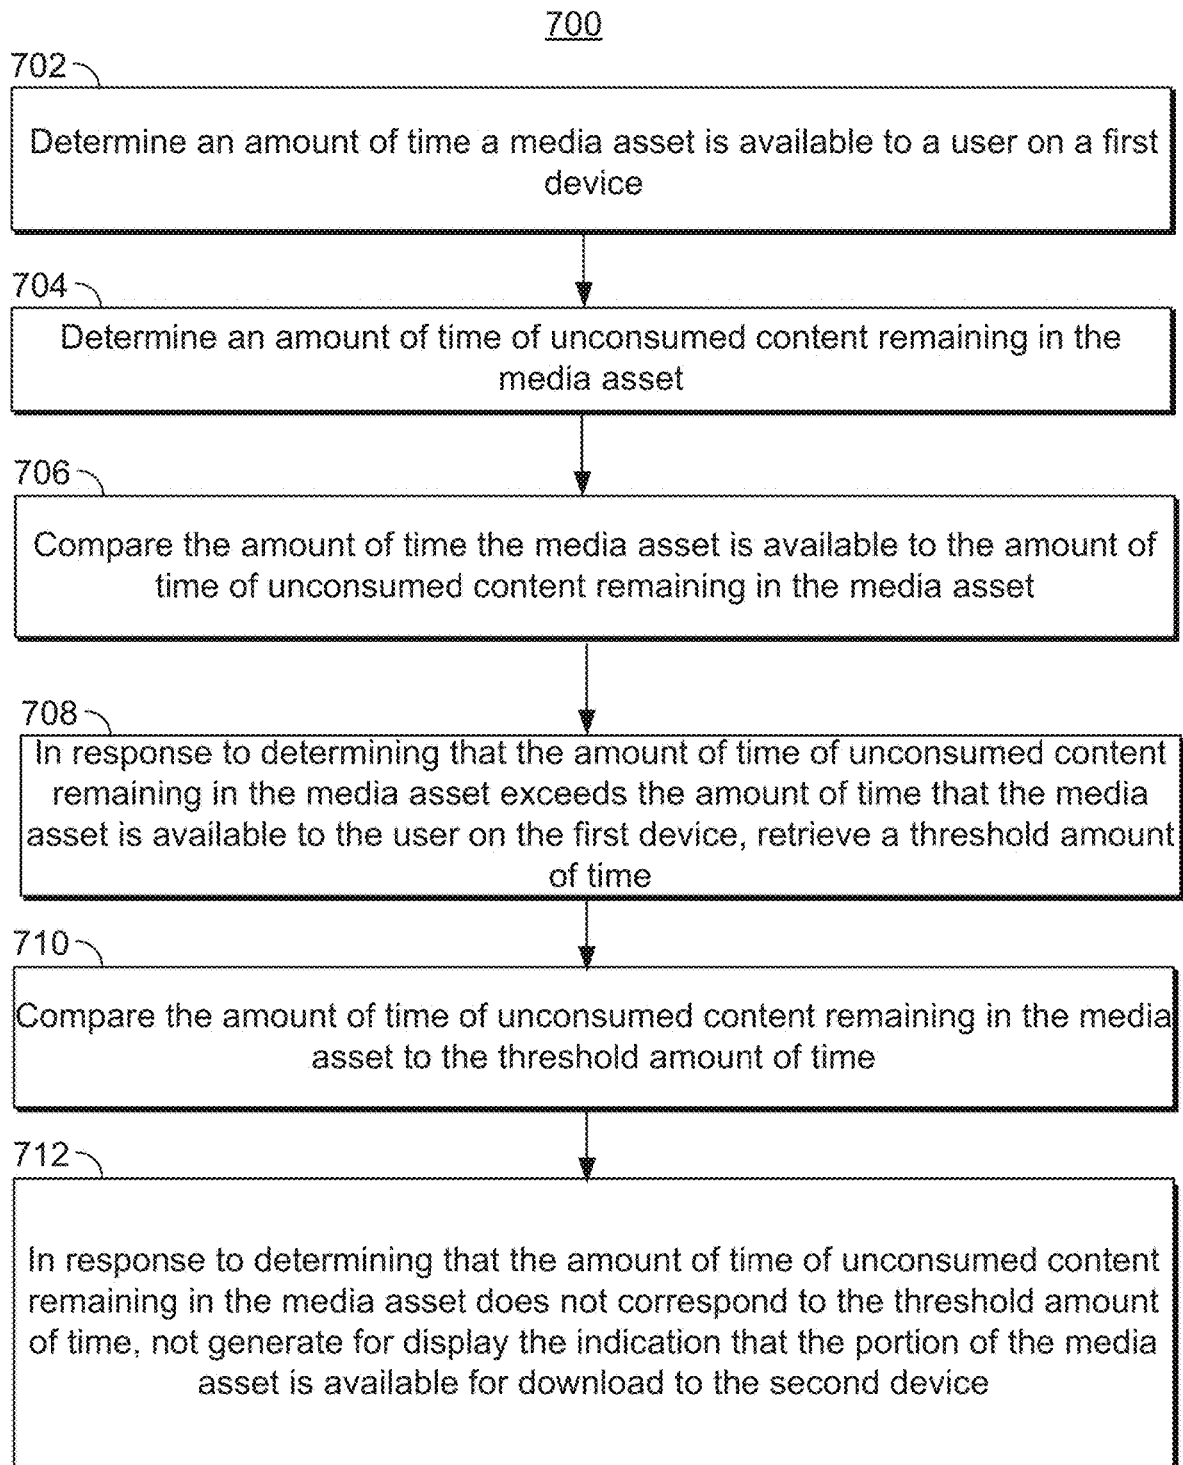 700
702
Determine an amount of time a media asset is available to a user on a first
device
704
Determine an amount of time of unconsumed content remaining in the
media asset
706
Compare the amount of time the media asset is available to the amount of
time of unconsumed content remaining in the media asset
708
In response to determining that the amount of time of unconsumed content
remaining in the media asset exceeds the amount of time that the media
asset is available to the user on the first device, retrieve a threshold amount
of time
710
Compare the amount of time of unconsumed content remaining in the media
asset to the threshold amount of time
712
In response to determining that the amount of time of unconsumed content
remaining in the media asset does not correspond to the threshold amount
of time, not generate for display the indication that the portion of the media
asset is available for download to the second device